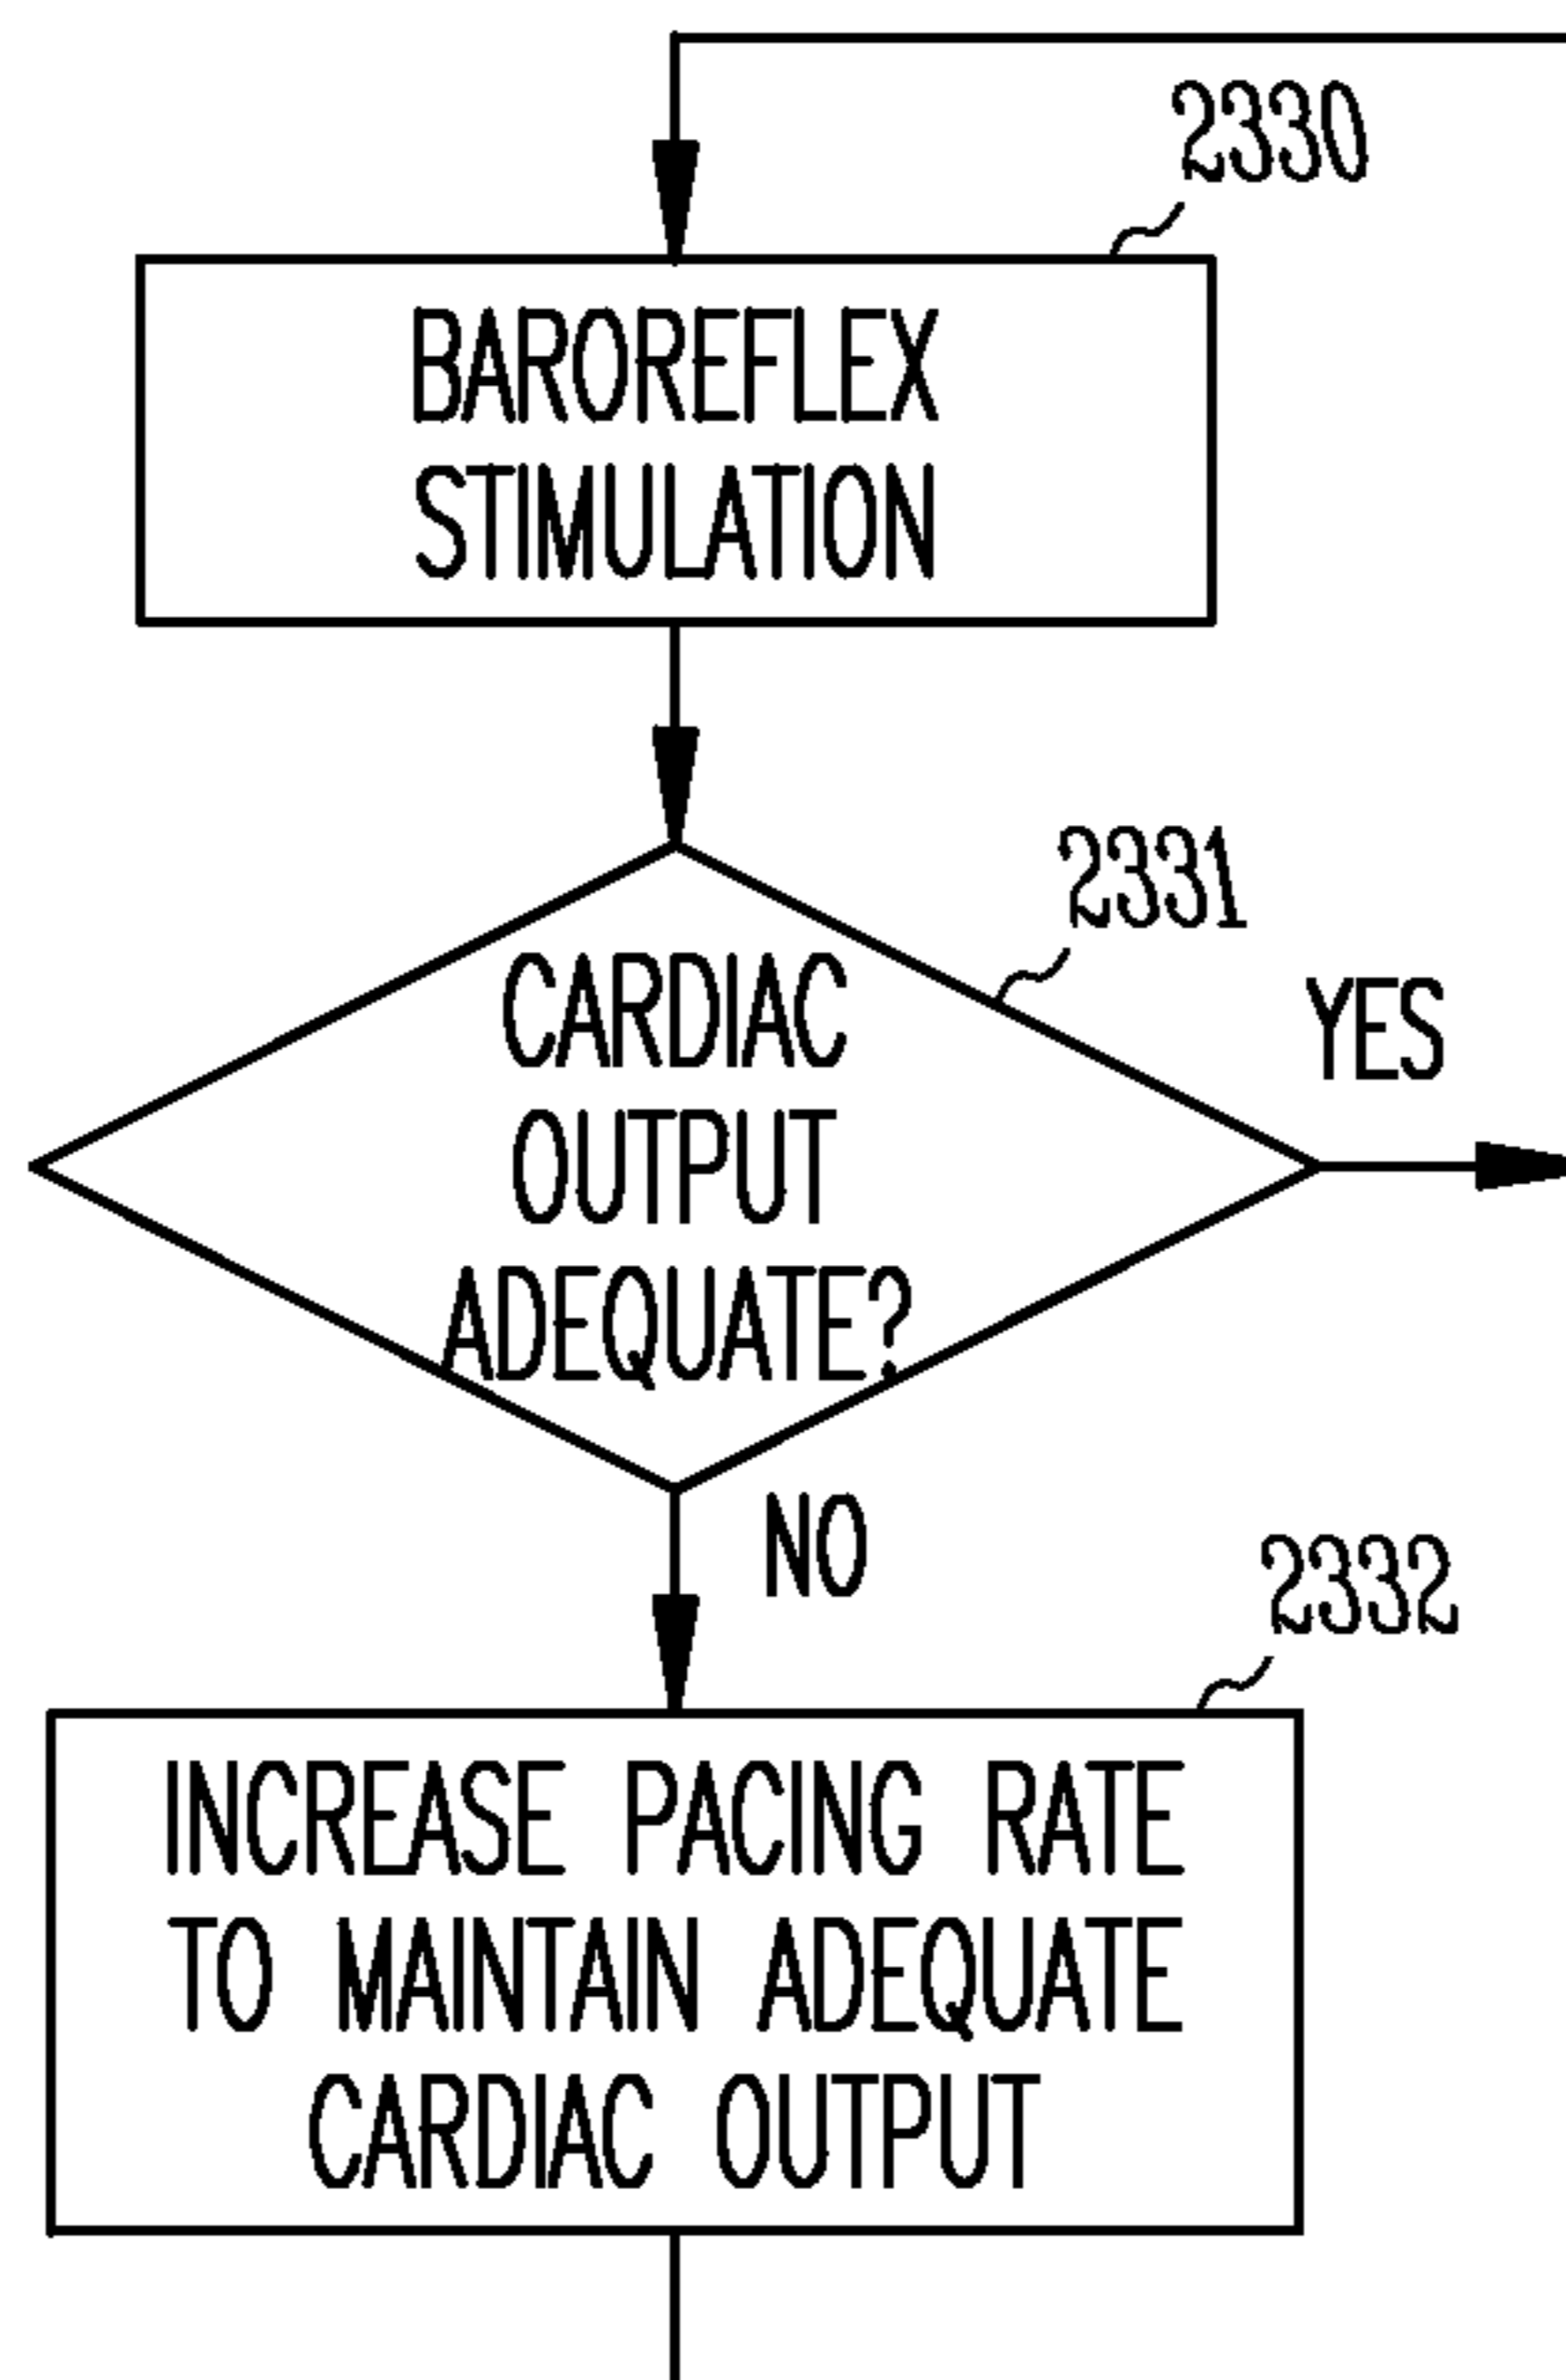 2330
BAROREFLEX
STIMULATION
2331
CARDIAC
OUTPUT
ADEQUATE?
YES
NO
2332
INCREASE PACING RATE
TO MAINTAIN ADEQUATE
CARDIAC OUTPUT